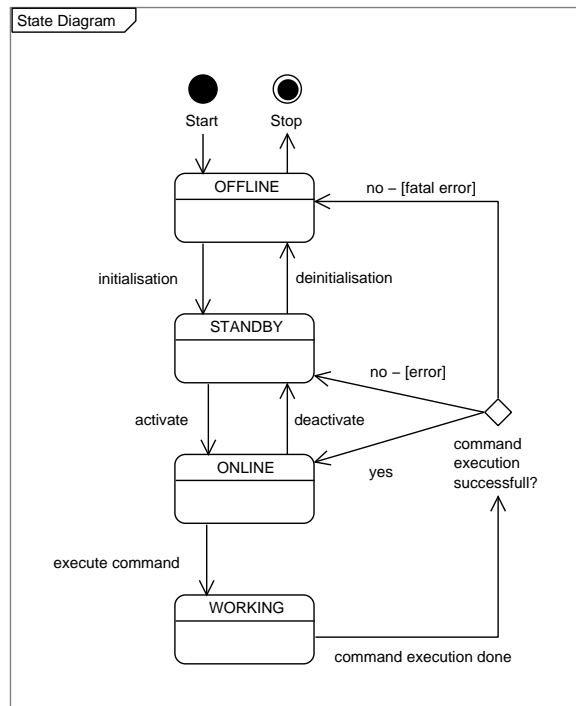 State Diagram
Start
Stop
OFFLINE
no – [fatal error]
initialisation
deinitialisation
STANDBY
no – [error]
activate
deactivate
command
execution
successfull?
ONLINE
yes
execute command
WORKING
command execution done